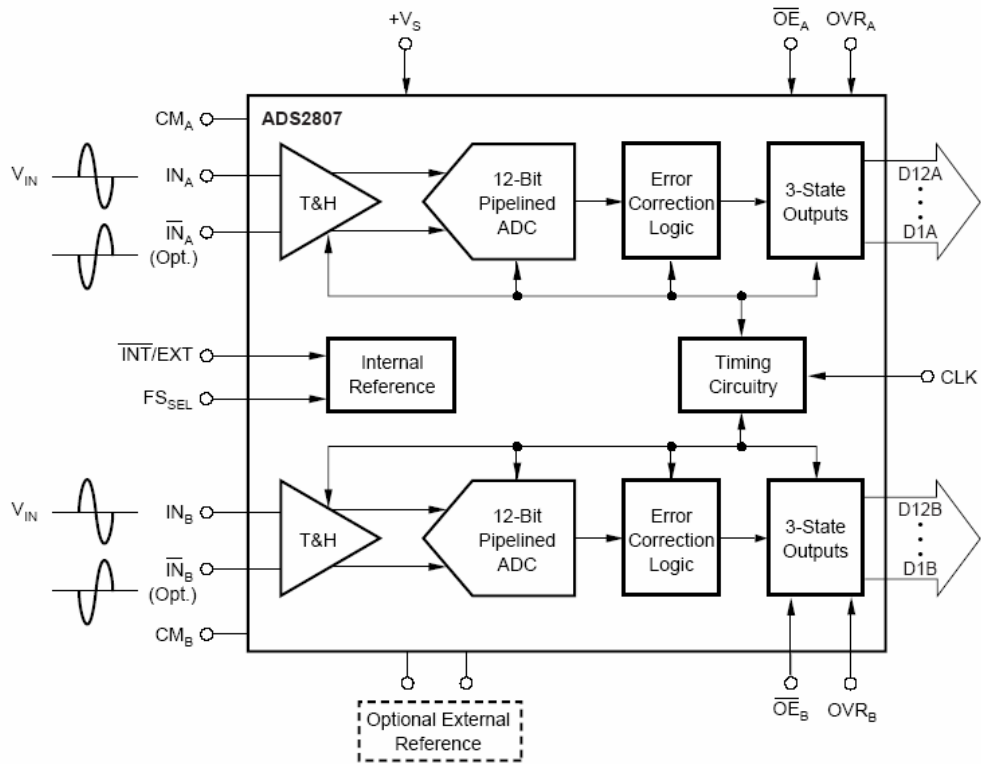 +V_S
OE_A
OVR_A
ADS2807
CM_A
V_IN
IN_A
IN_A
(Opt.)
T&H
12-Bit
Pipelined
ADC
Error
Correction
Logic
3-State
Outputs
D12A
D1A
INT/EXT
FS_SEL
Internal
Reference
Timing
Circuitry
CLK
V_IN
IN_B
IN_B
(Opt.)
CM_B
T&H
12-Bit
Pipelined
ADC
Error
Correction
Logic
3-State
Outputs
D12B
D1B
OE_B
OVR_B
Optional External
Reference